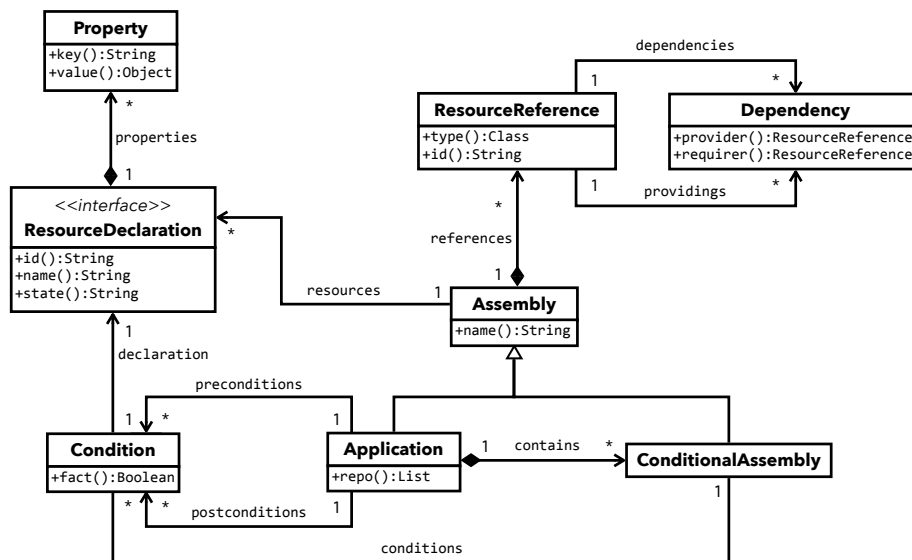 Property
+key():String
+value():Object
*
properties
1
<<interface>>
ResourceDeclaration
+id():String
+name():String
+state():String
*
resources
1
1
declaration
1
dependencies
1
*
ResourceReference
+type():Class
+id():String
Dependency
+provider():ResourceReference
+requirer():ResourceReference
1
providings
*
*
references
1
Assembly
+name():String
preconditions
*
1
Condition
+fact():Boolean
Application
+repo():List
1
contains
*
ConditionalAssembly
*
*
postconditions
1
1
conditions